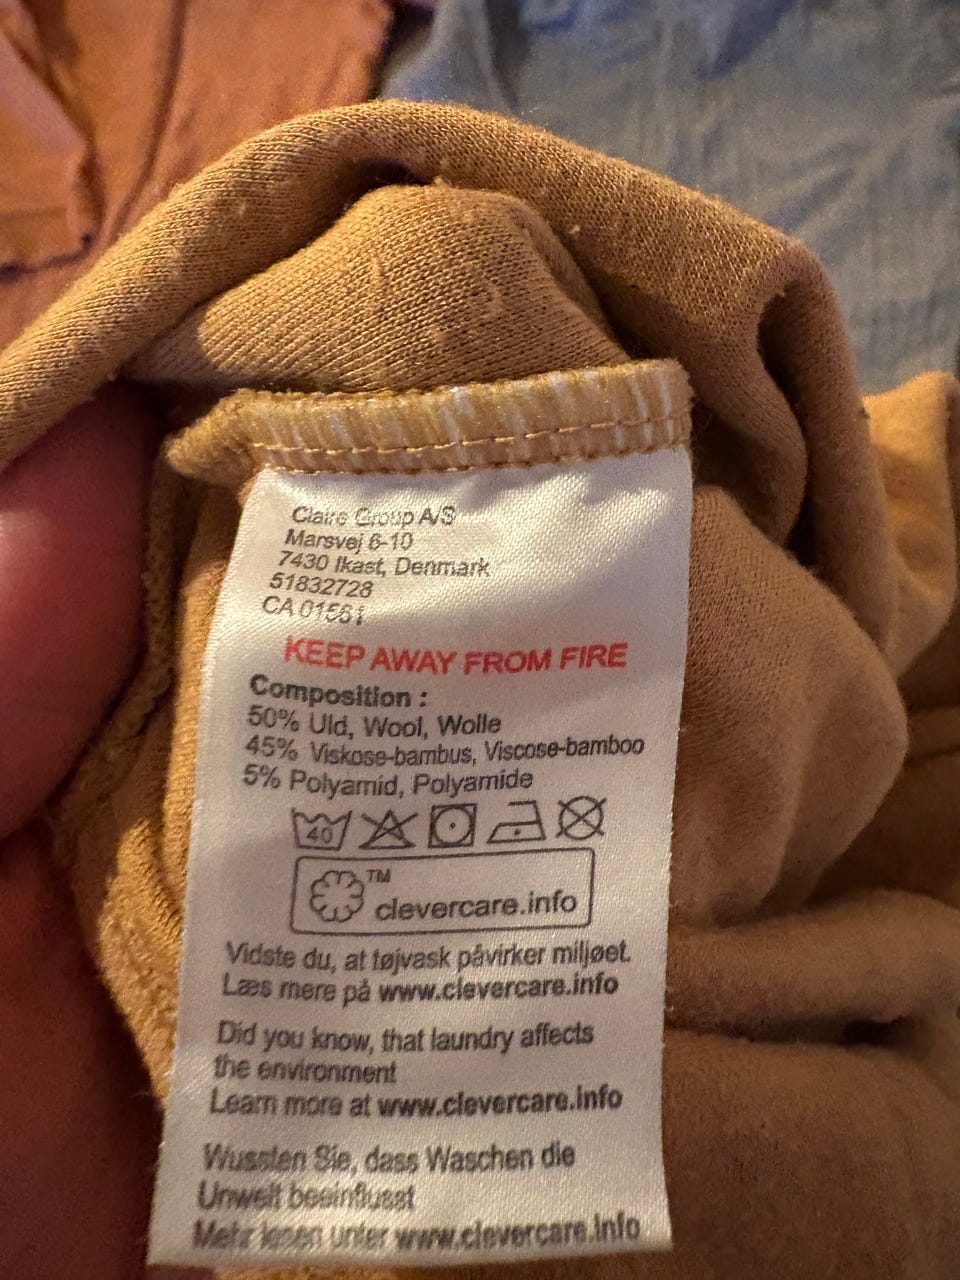 Claire Group A/S
Marsvej 6-10
7430 Ikast, Denmark
51832728
CA 01561
KEEP AWAY FROM FIRE
Composition :
50% Uld, Wool, Wolle
45% Viskose-bambus, Viscose-bamboo
5% Polyamid, Polyamide
40
TM
clevercare.info
Vidste du, at tøjvask påvirker miljøet.
Læs mere på www.clevercare.info
Did you know, that laundry affects
the environment
Learn more at www.clevercare.info
Wussten Sie, dass Waschen die
Umwelt beeinflusst
Mehr lesen unter www.clevercare.info